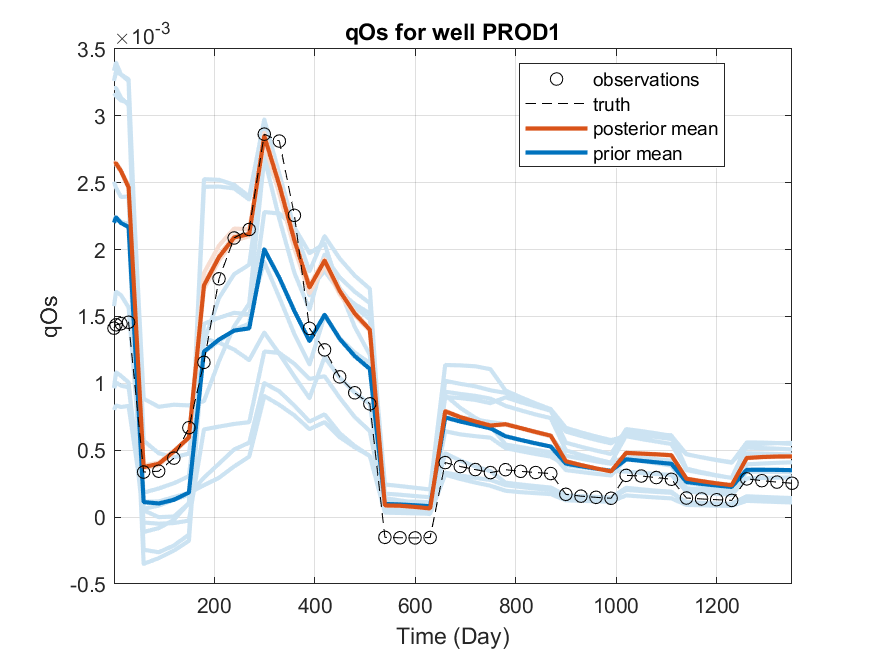 qOs for well PROD1
×10⁻³
3.5
3
2.5
2
1.5
1
0.5
0
-0.5
qOs
200 400 600 800 1000 1200
Time (Day)
observations
truth
posterior mean
prior mean